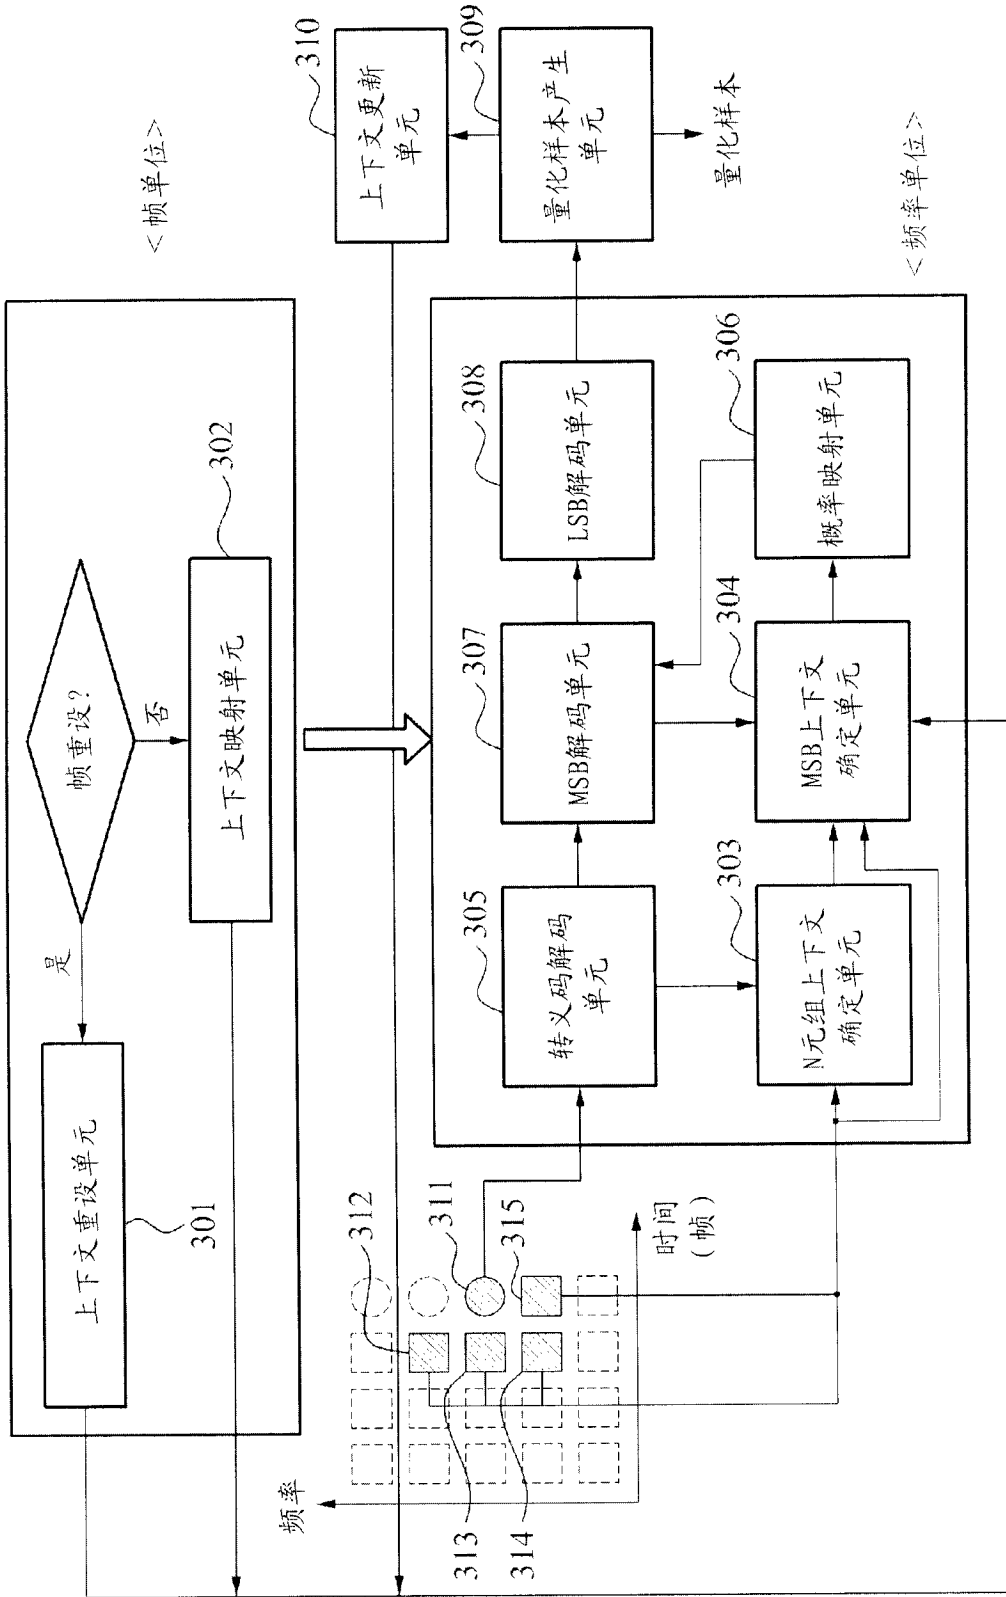 <帧单位>
帧重设?
是
否
上下文重设单元
301
上下文映射单元
302
上下文更新
单元
310
频率
时间
(帧)
312
311
315
313
314
转义码解码
单元
305
MSB解码单元
307
LSB解码单元
308
量化样本产生
单元
309
量化样本
N元组上下文
确定单元
303
MSB上下文
确定单元
304
概率映射单元
306
<频率单位>